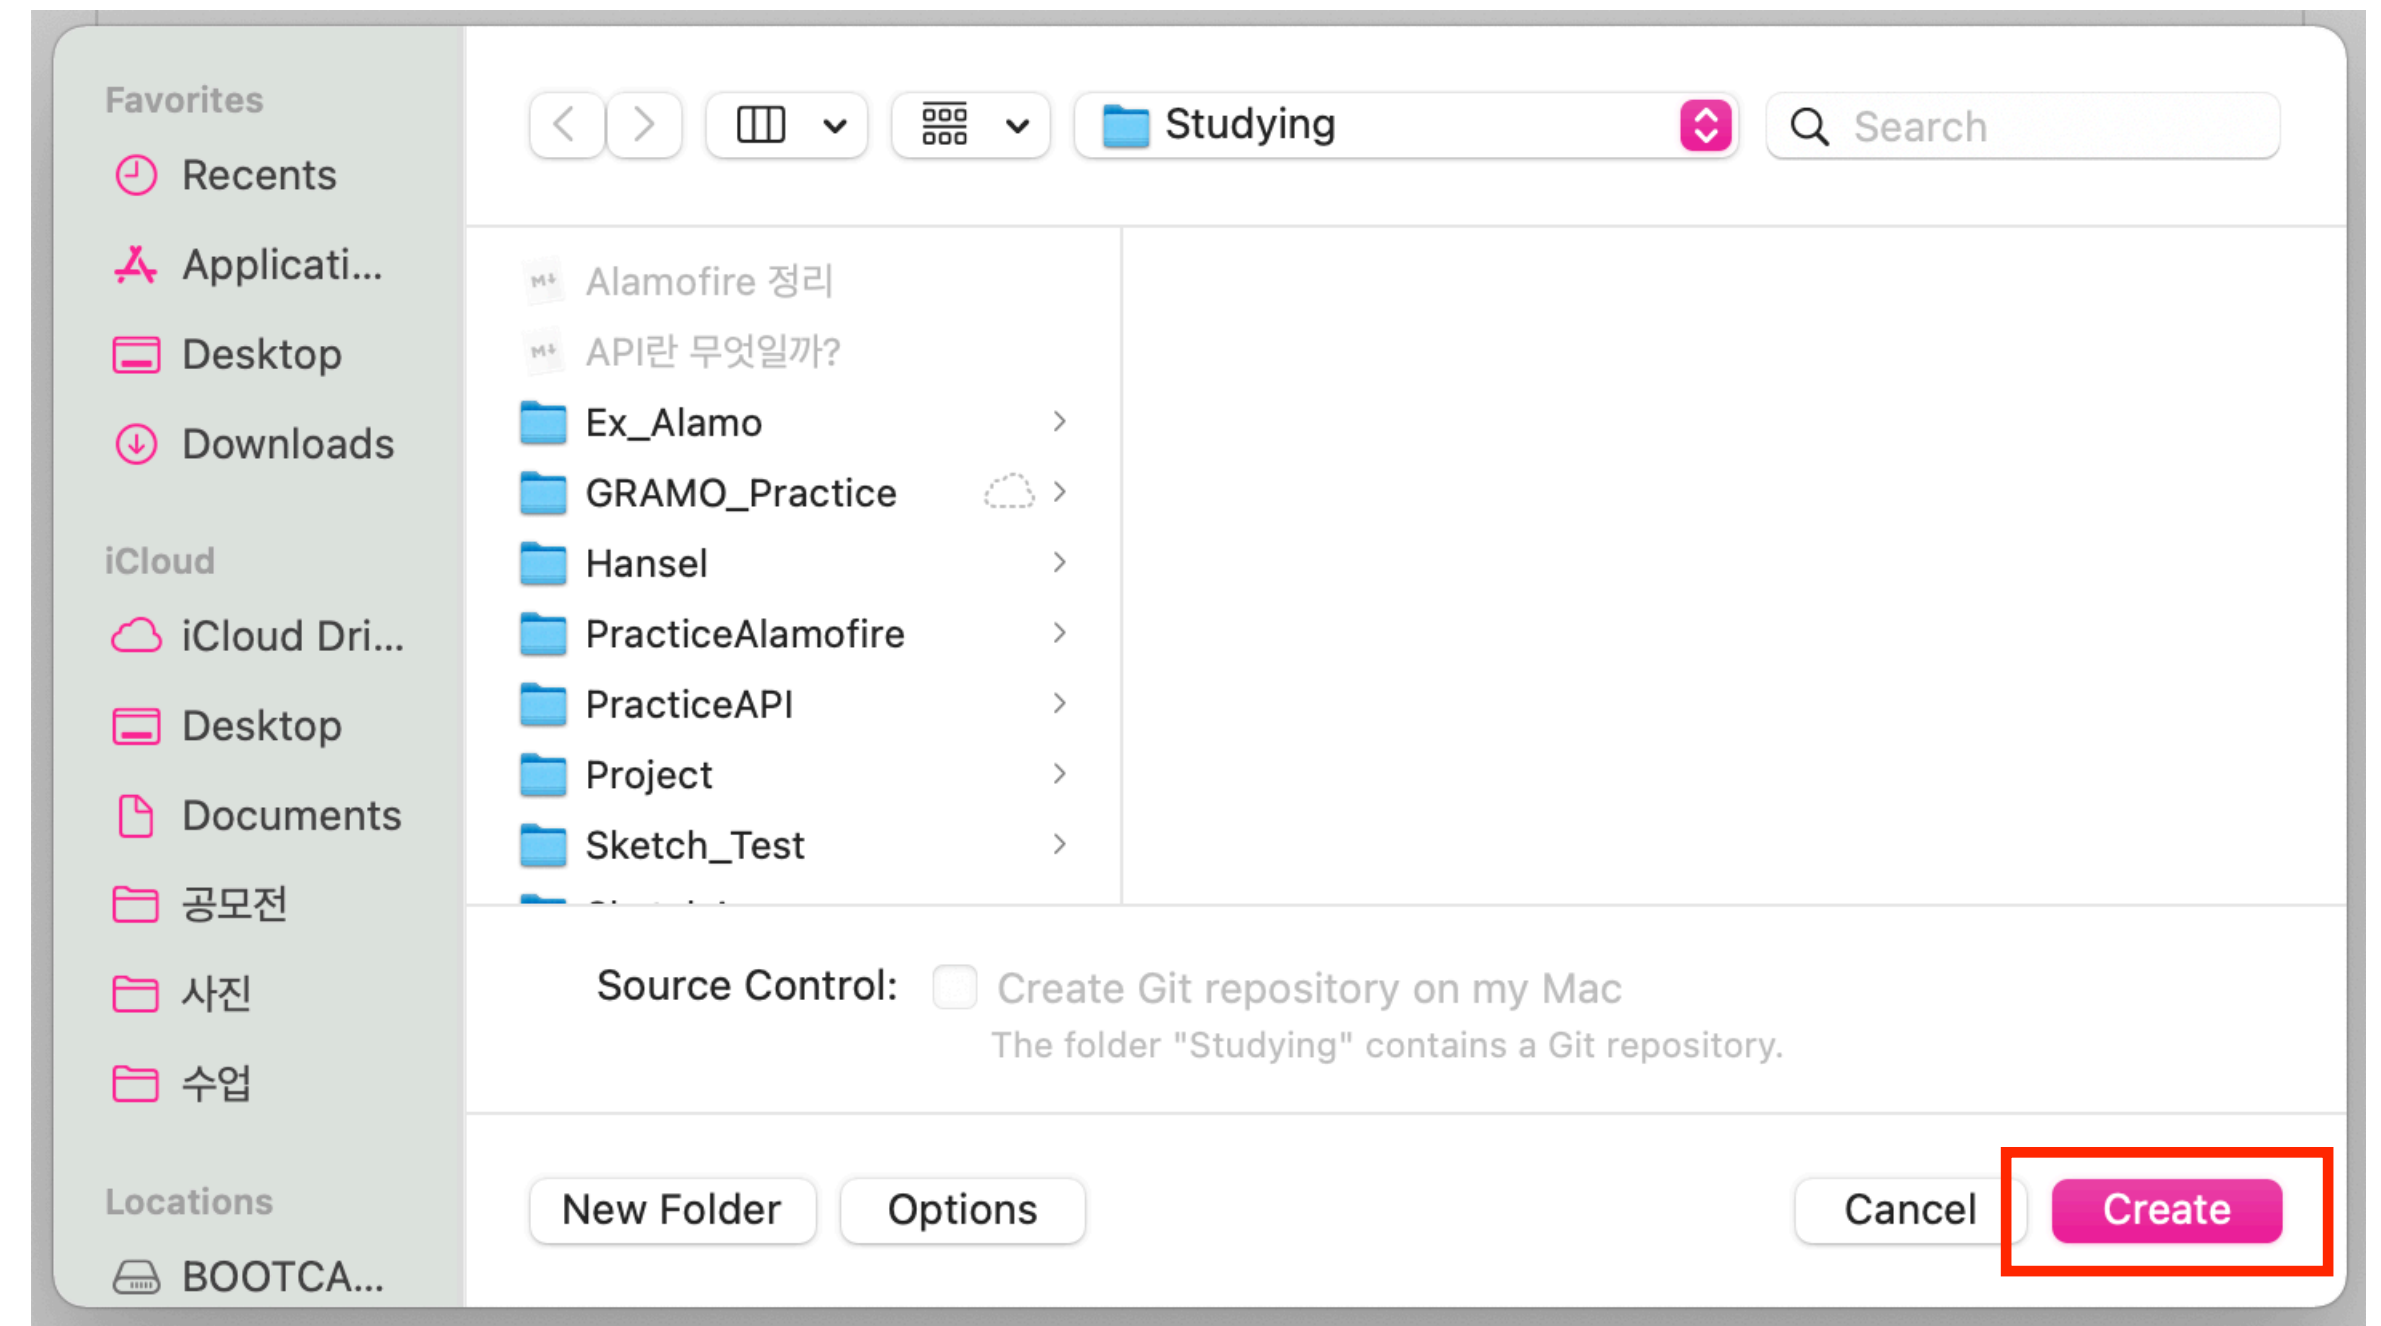 Favorites
Recents
Applicati...
Desktop
Downloads
iCloud
iCloud Dri...
Desktop
Documents
공모전
사진
수업
Locations
BOOTCA...
Studying
Search
Alamofire 정리
API란 무엇일까?
Ex_Alamo
GRAMO_Practice
Hansel
PracticeAlamofire
PracticeAPI
Project
Sketch_Test
Source Control: Create Git repository on my Mac
The folder "Studying" contains a Git repository.
New Folder Options Cancel Create